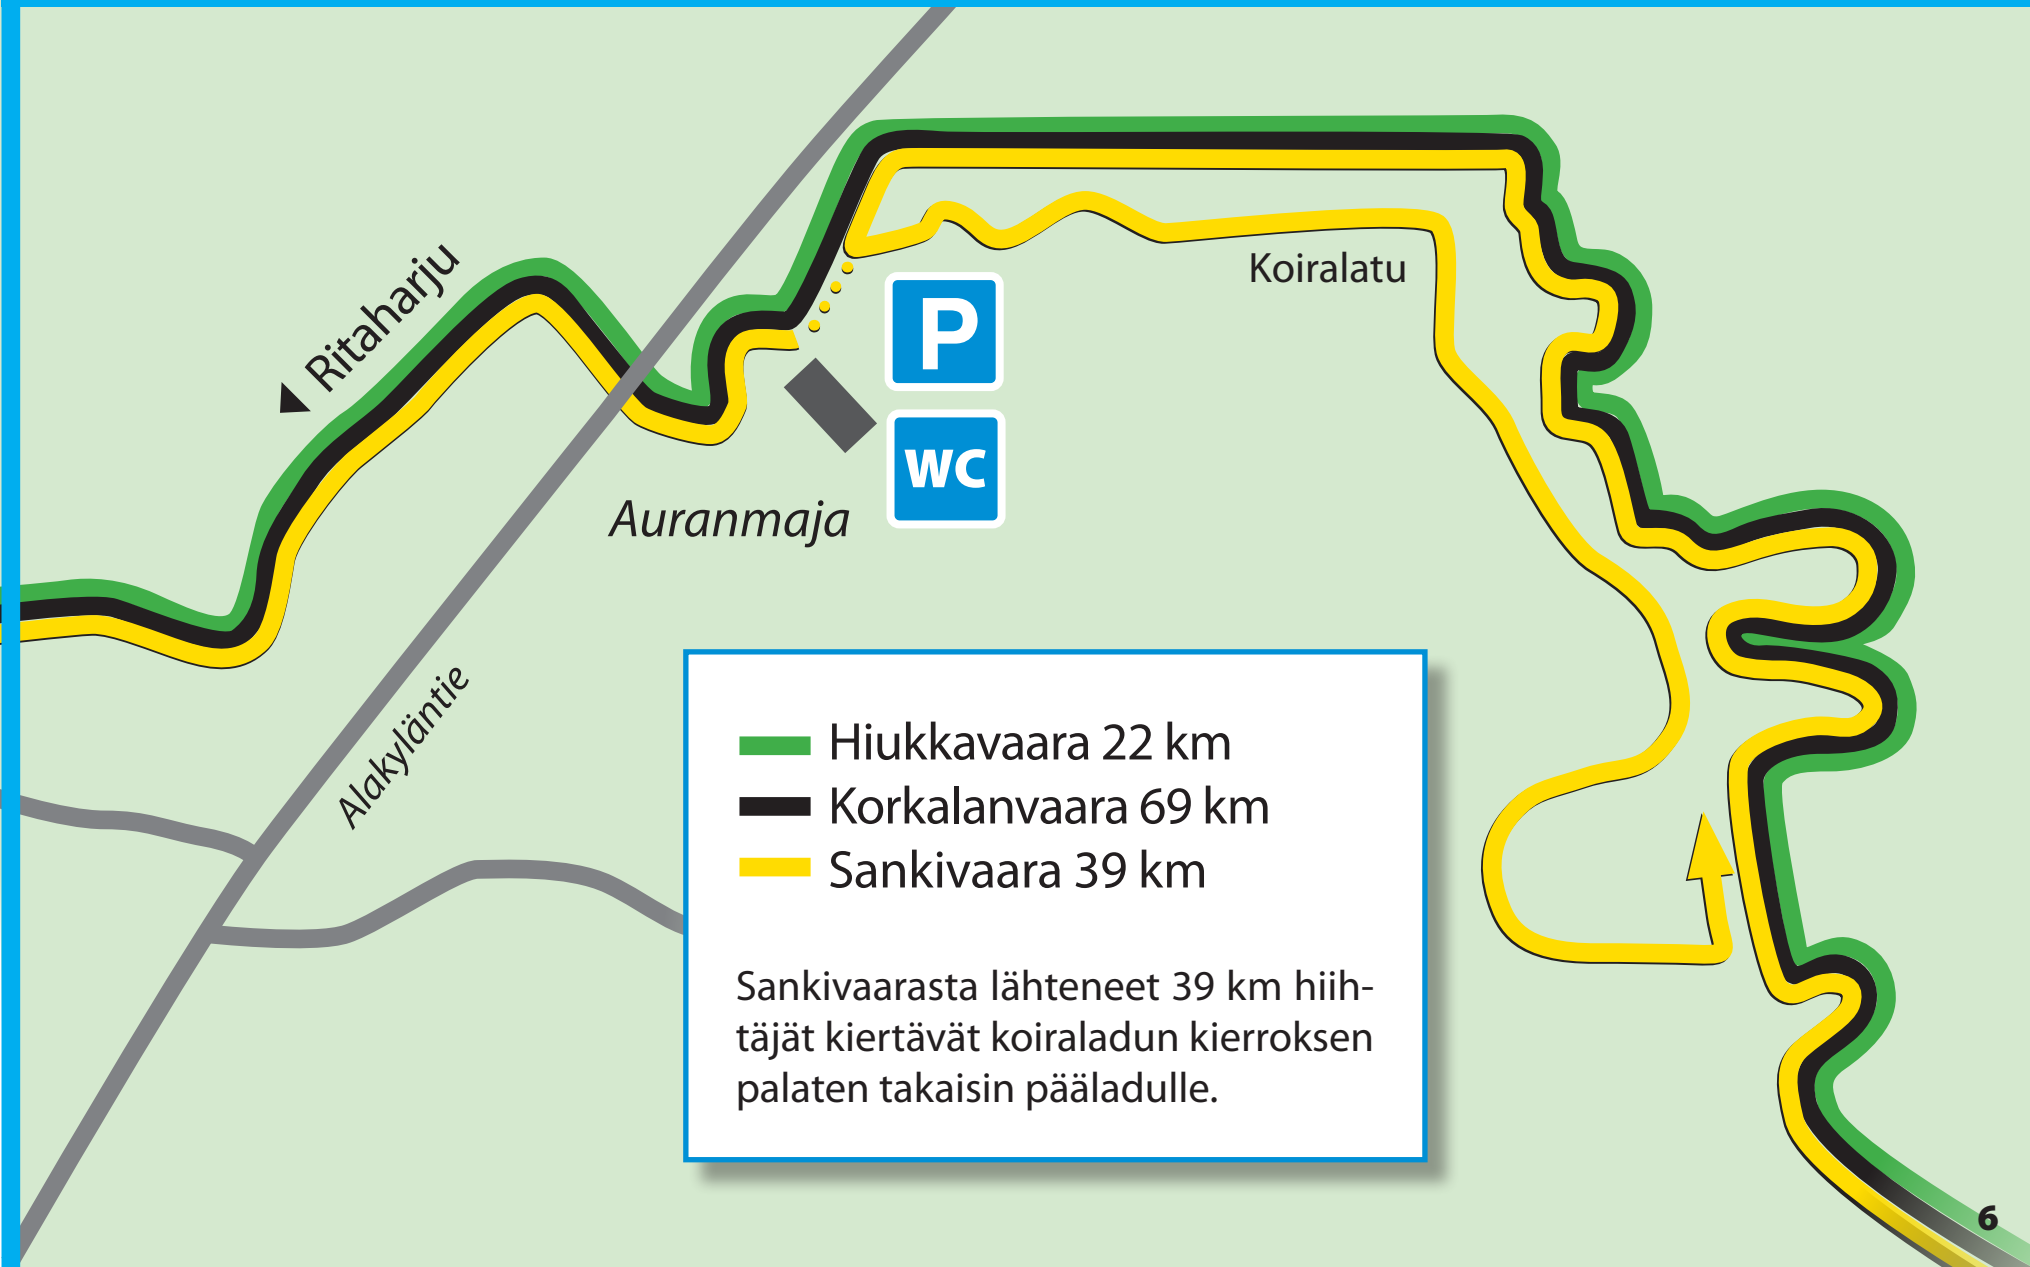 Ritaharju
Koiralatu
P
WC
Auranmaja
Alakyläntie
Hiukkavaara 22 km
Korkalanvaara 69 km
Sankivaara 39 km
Sankivaarasta lähteneet 39 km hiih-
täjät kiertävät koiraladun kierroksen
palaten takaisin pääladulle.
6